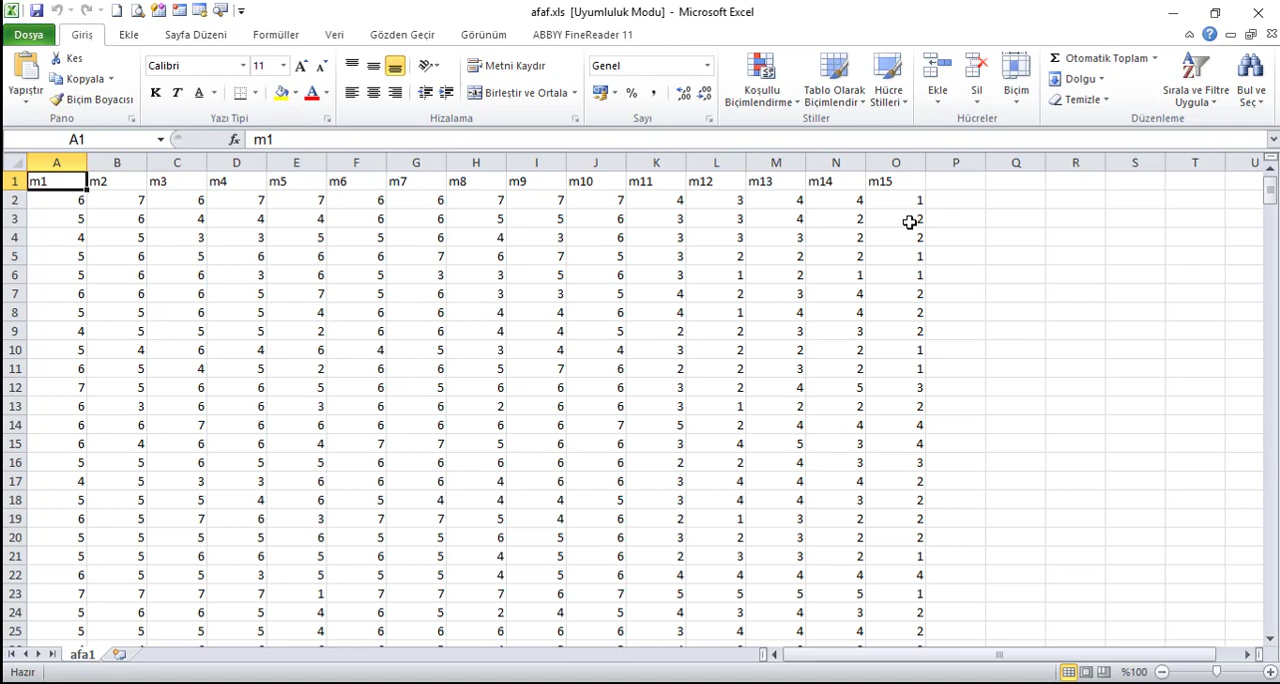 afaf.xls [Uyumluluk Modu] - Microsoft Excel
Dosya Giriş Ekle Sayfa Düzeni Formüller Veri Gözden Geçir Görünüm ABBYY FineReader 11
Yapıştır Kes Kopyala Biçim Boyacısı Pano
Calibri 11 K T A Yazı Tipi
Metni Kaydır Birleştir ve Ortala Hizalama
Genel % Sayı
Koşullu Biçimlendirme Tablo Olarak Biçimlendir Hücre Stilleri Stiller
Ekle Sil Biçim Hücreler
Σ Otomatik Toplam Dolgu Temizle Sırala ve Filtre Uygula Bul ve Seç Düzenleme
A1 fx m1
A B C D E F G H I J K L M N O P Q R S T U
1 m1 m2 m3 m4 m5 m6 m7 m8 m9 m10 m11 m12 m13 m14 m15
2 6 7 6 7 7 6 6 7 7 7 4 3 4 4 1
3 5 6 4 4 4 6 6 5 5 6 3 3 4 2 2
4 4 5 3 3 5 5 6 4 3 6 3 3 3 2 2
5 5 6 5 6 6 6 7 6 7 5 3 2 2 2 1
6 5 6 6 3 6 5 3 3 5 6 3 1 2 1 1
7 6 6 6 5 7 5 6 3 3 5 4 2 3 4 2
8 5 5 6 5 4 6 6 4 4 6 4 1 4 4 2
9 4 5 5 5 2 6 6 4 4 5 2 2 3 3 2
10 5 4 6 4 6 4 5 3 4 4 3 2 2 2 1
11 6 5 4 5 2 6 6 5 7 6 2 2 3 2 1
12 7 5 6 6 5 6 5 6 6 6 3 2 4 5 3
13 6 3 6 6 3 6 6 2 6 6 3 1 2 2 2
14 6 6 7 6 6 6 6 6 6 7 5 2 4 4 4
15 6 4 6 6 4 7 7 5 6 6 3 4 5 3 4
16 5 6 5 5 5 6 6 6 6 6 2 2 4 3 3
17 4 5 3 3 6 6 6 4 6 6 3 4 4 4 2
18 5 5 5 4 6 5 4 4 4 5 3 4 4 3 2
19 6 5 7 6 3 7 7 5 4 6 2 1 3 2 2
20 5 5 5 5 6 5 5 6 5 6 3 2 3 2 2
21 5 5 6 6 5 6 5 4 5 6 2 3 3 2 1
22 6 5 5 3 5 5 5 4 5 6 4 4 4 4 4
23 7 7 7 7 1 7 7 7 6 7 5 5 5 5 1
24 5 6 6 5 4 6 5 2 4 6 4 3 4 3 2
25 5 5 5 5 4 6 6 6 6 6 3 4 4 4 2
afa1
Hazır %100